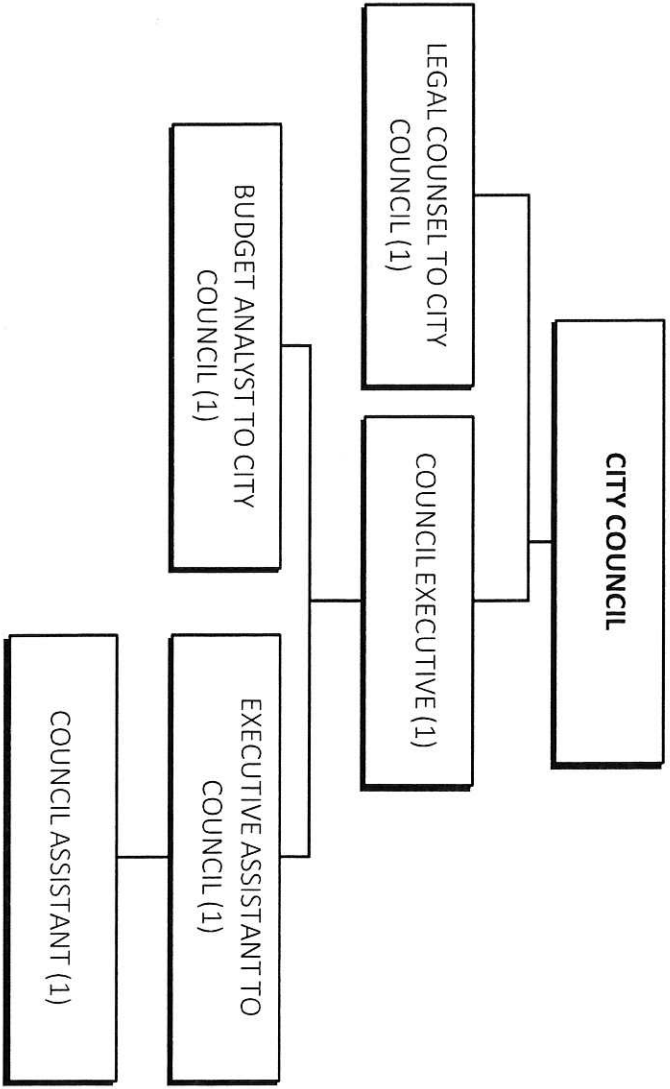 CITY COUNCIL
LEGAL COUNSEL TO CITY
COUNCIL (1)
COUNCIL EXECUTIVE (1)
BUDGET ANALYST TO CITY
COUNCIL (1)
EXECUTIVE ASSISTANT TO
COUNCIL (1)
COUNCIL ASSISTANT (1)